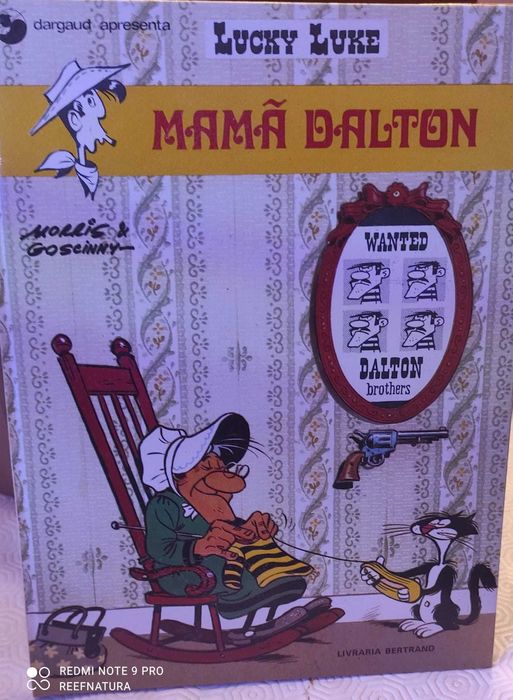 dargaud apresenta
LUCKY LUKE
MAMÃ DALTON
MORRIS &
GOSCINNY
WANTED
DALTON
brothers
LIVRARIA BERTRAND
REDMI NOTE 9 PRO
REEFNATURA